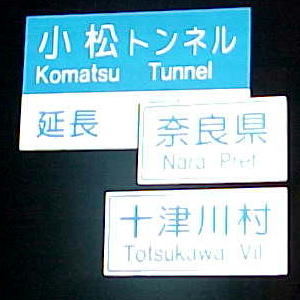 小松トンネル
Komatsu Tunnel
延長
奈良県
Nara Pref
十津川村
Totsukawa Vil